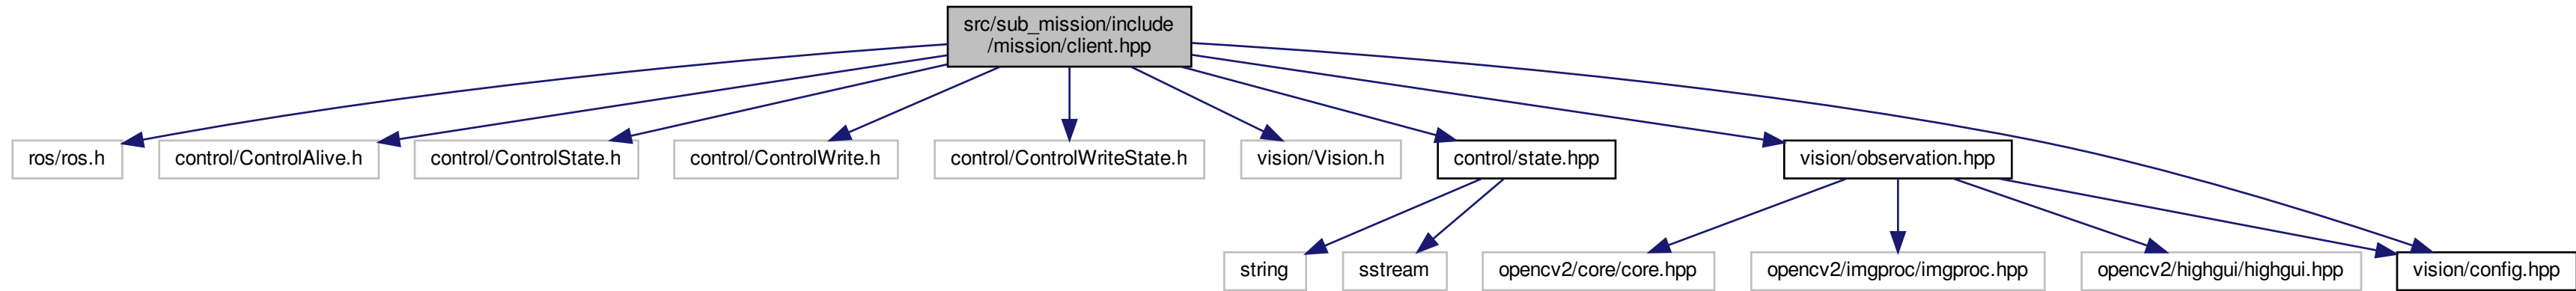 src/sub_mission/include
/mission/client.hpp
ros/ros.h
control/ControlAlive.h
control/ControlState.h
control/ControlWrite.h
control/ControlWriteState.h
vision/Vision.h
control/state.hpp
vision/observation.hpp
string
sstream
opencv2/core/core.hpp
opencv2/imgproc/imgproc.hpp
opencv2/highgui/highgui.hpp
vision/config.hpp